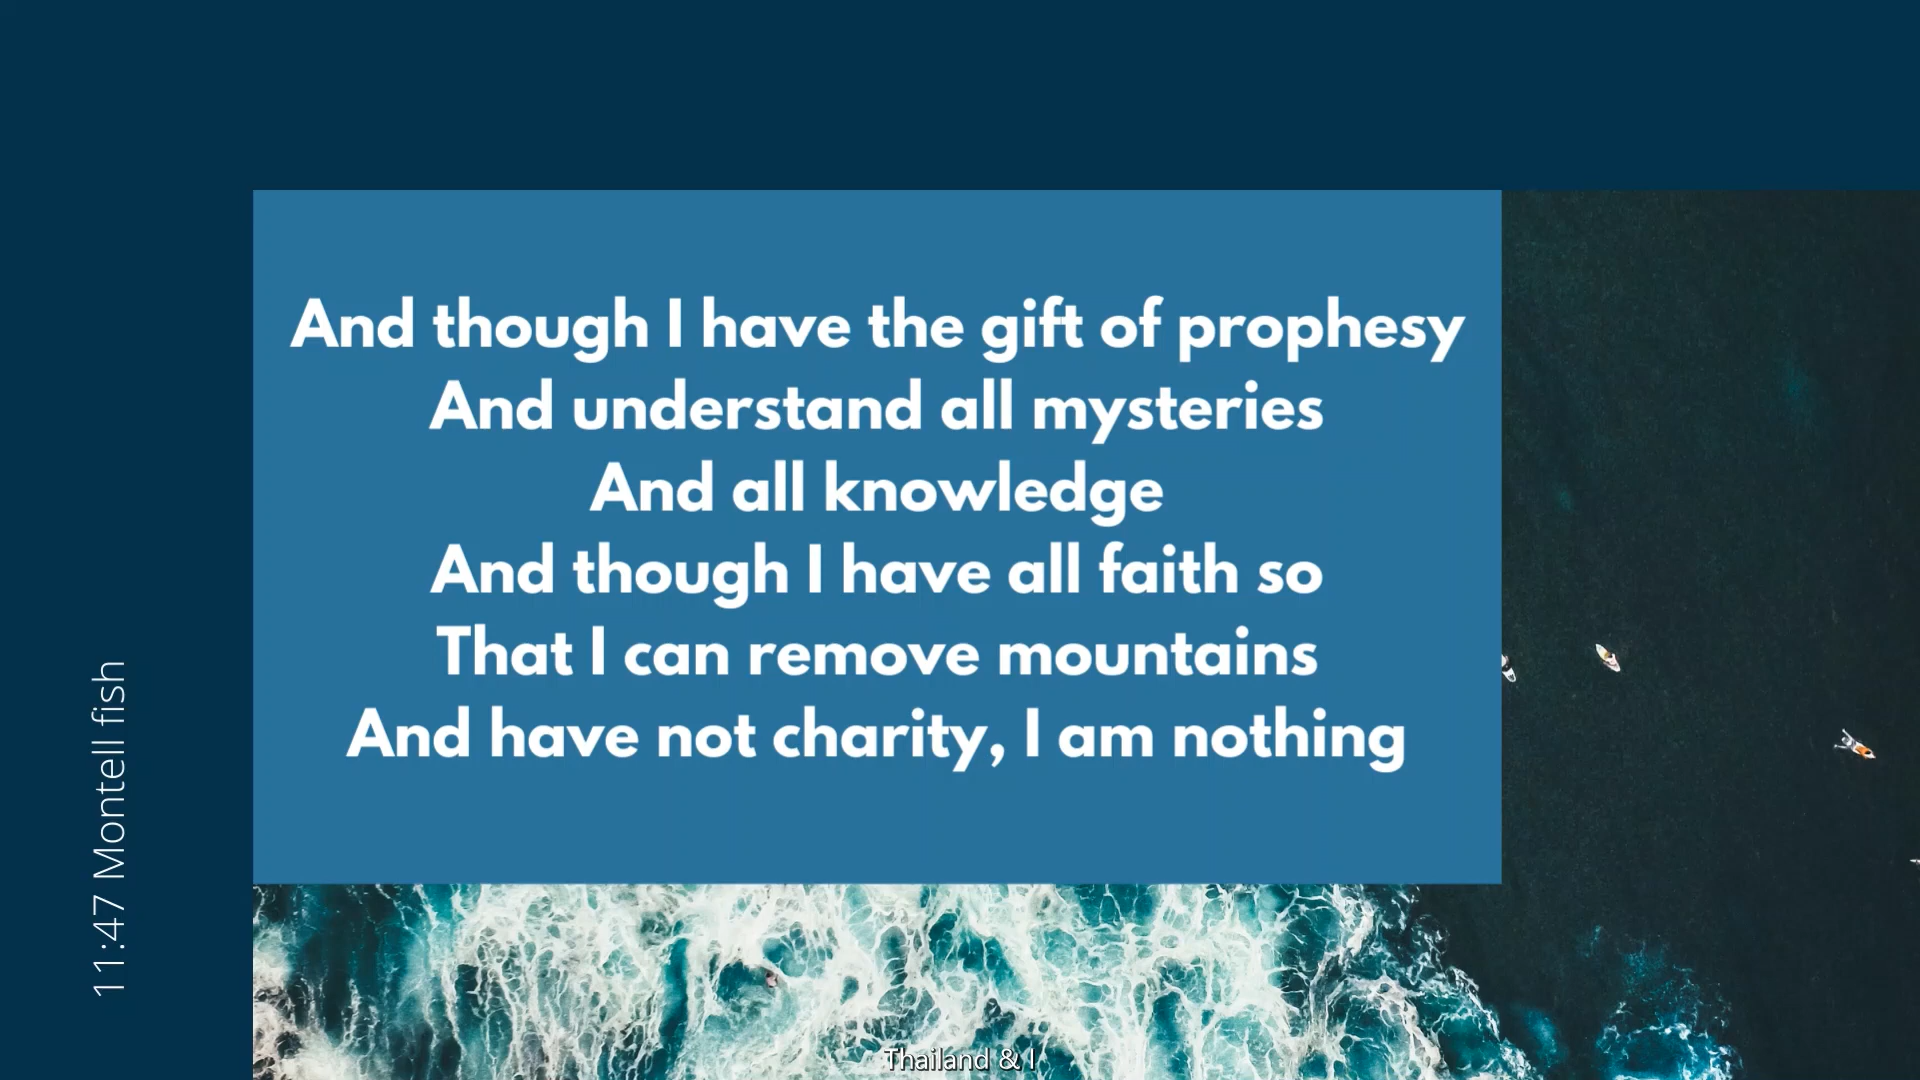 And though I have the gift of prophesy
And understand all mysteries
And all knowledge
And though I have all faith so
That I can remove mountains
And have not charity, I am nothing
11:47 Montell fish
Thailand & I